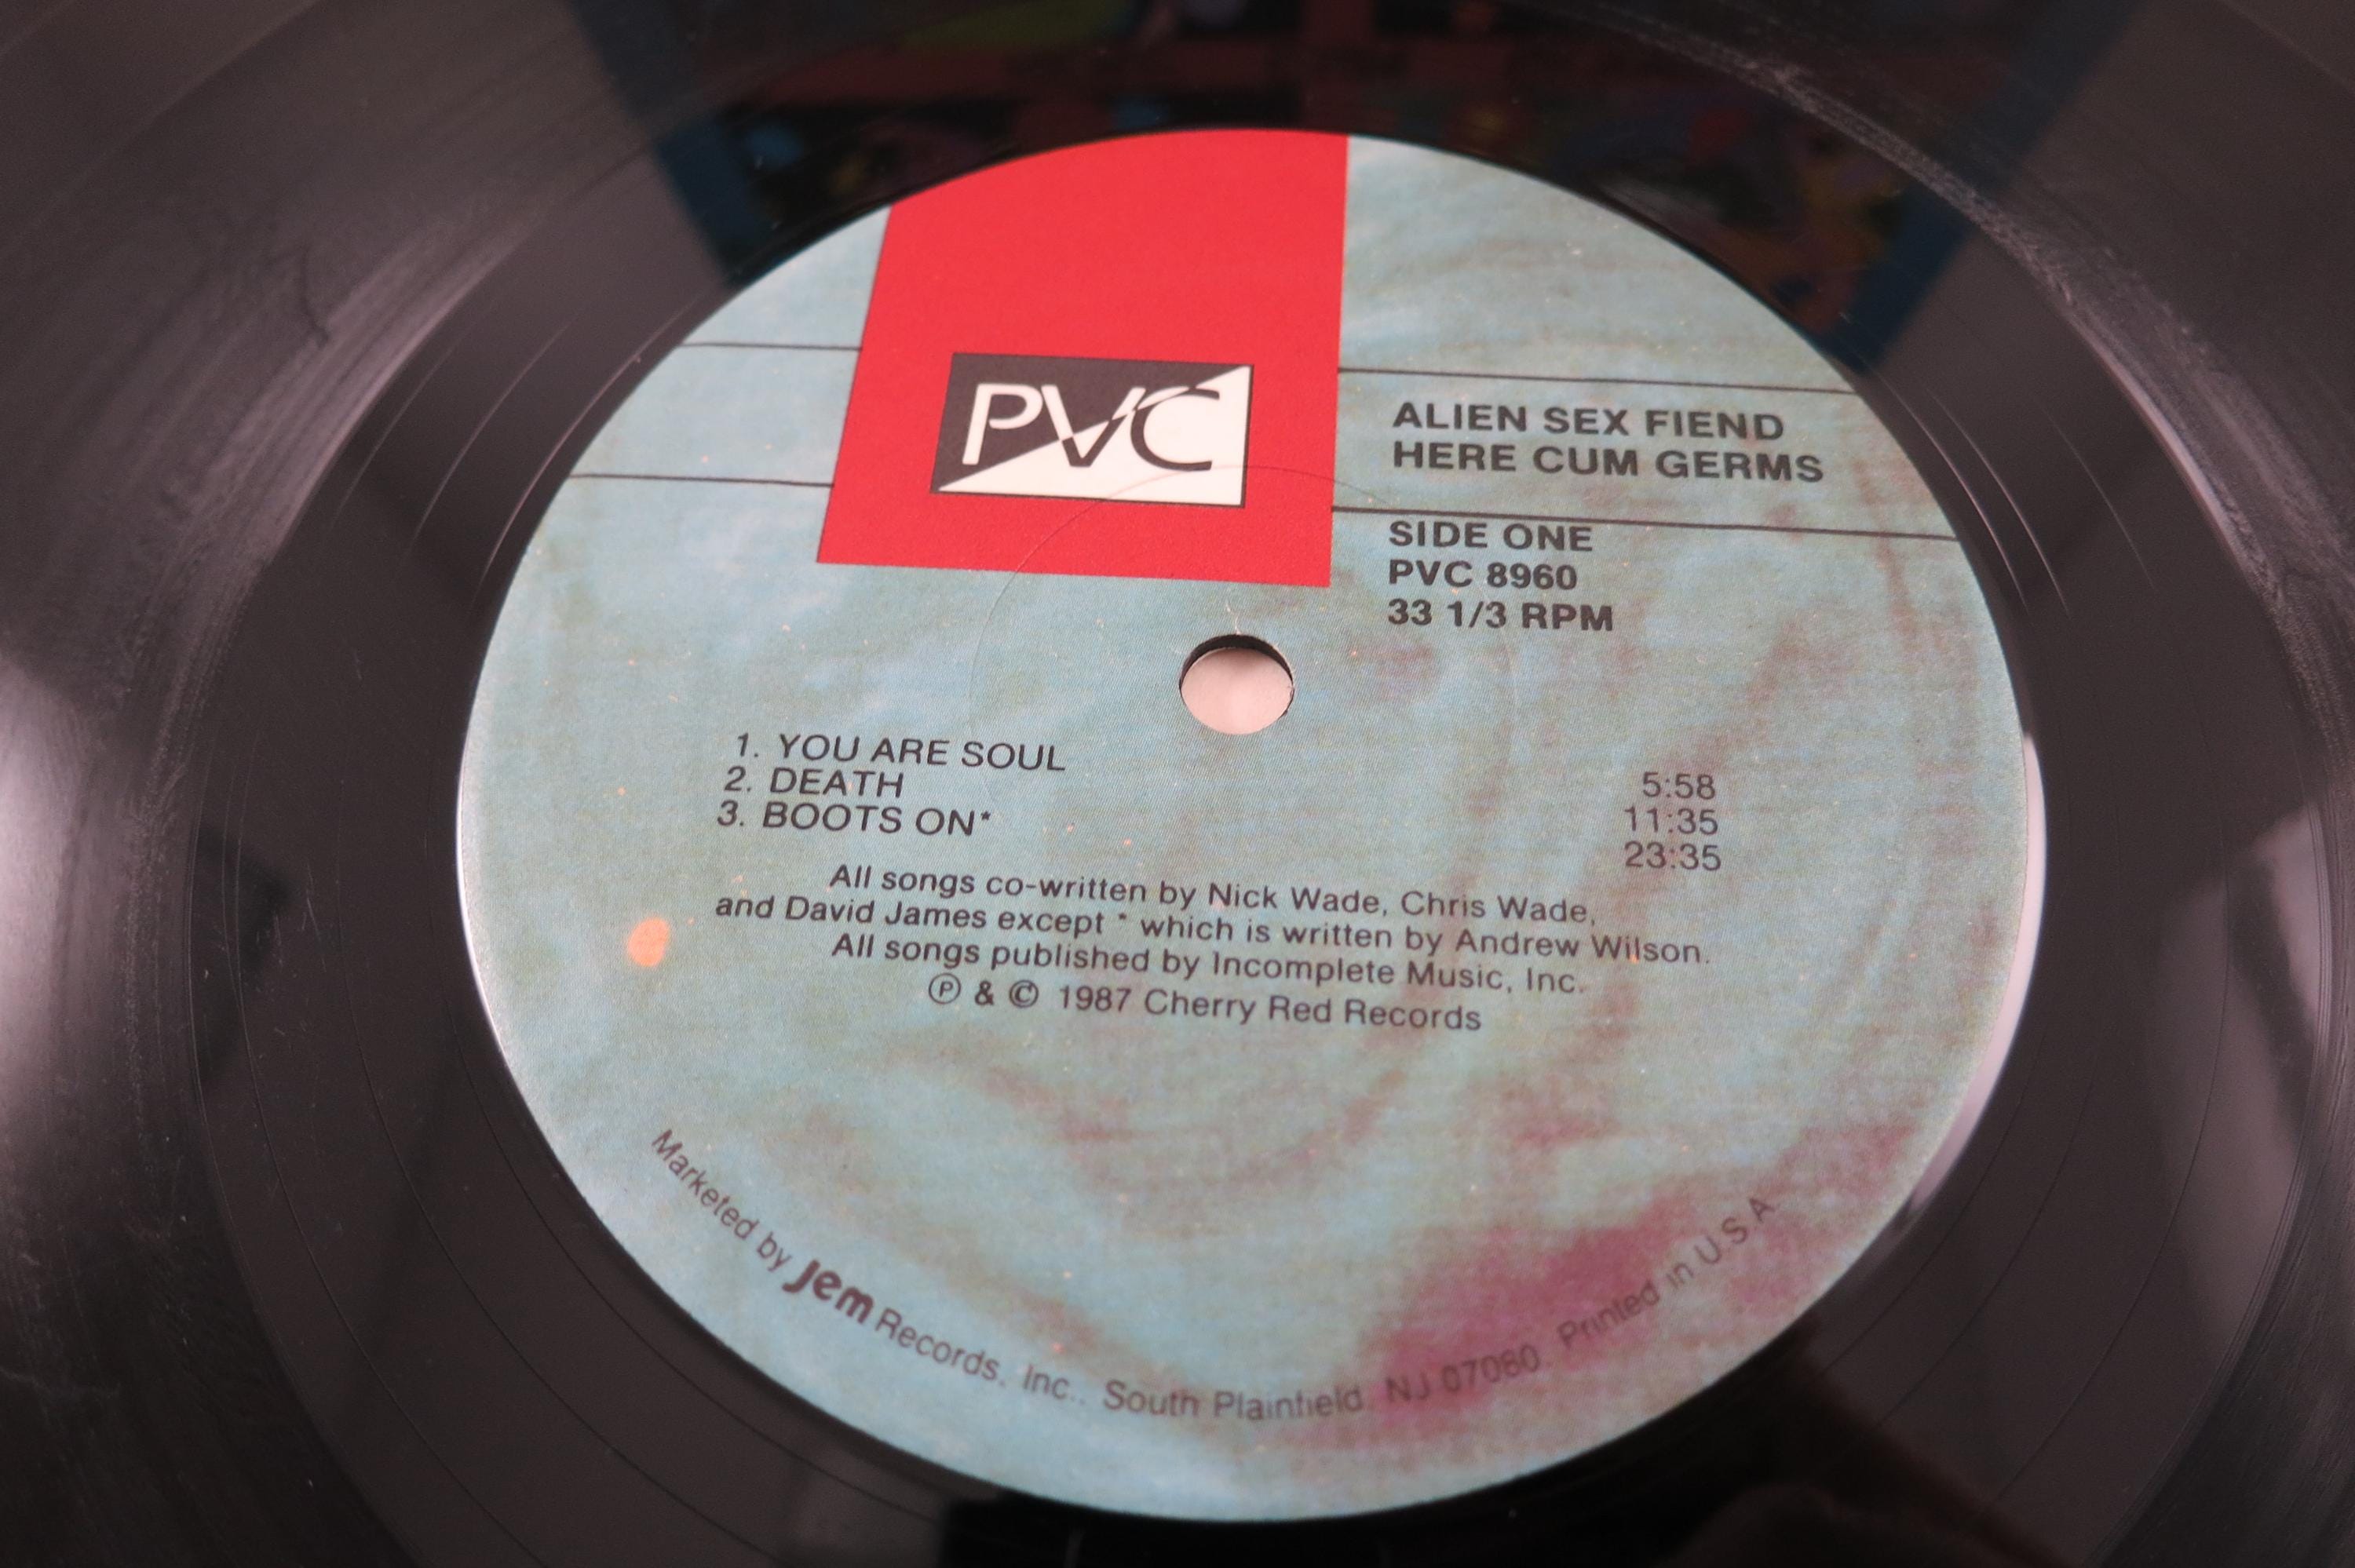 PVC
ALIEN SEX FIEND
HERE CUM GERMS
SIDE ONE
PVC 8960
33 1/3 RPM
1. YOU ARE SOUL 5:58
2. DEATH 11:35
3. BOOTS ON* 23:35
All songs co-written by Nick Wade, Chris Wade,
and David James except * which is written by Andrew Wilson.
All songs published by Incomplete Music, Inc.
Ⓟ & © 1987 Cherry Red Records
Marketed by Jem Records, Inc., South Plainfield, NJ 07080. Printed in U.S.A.